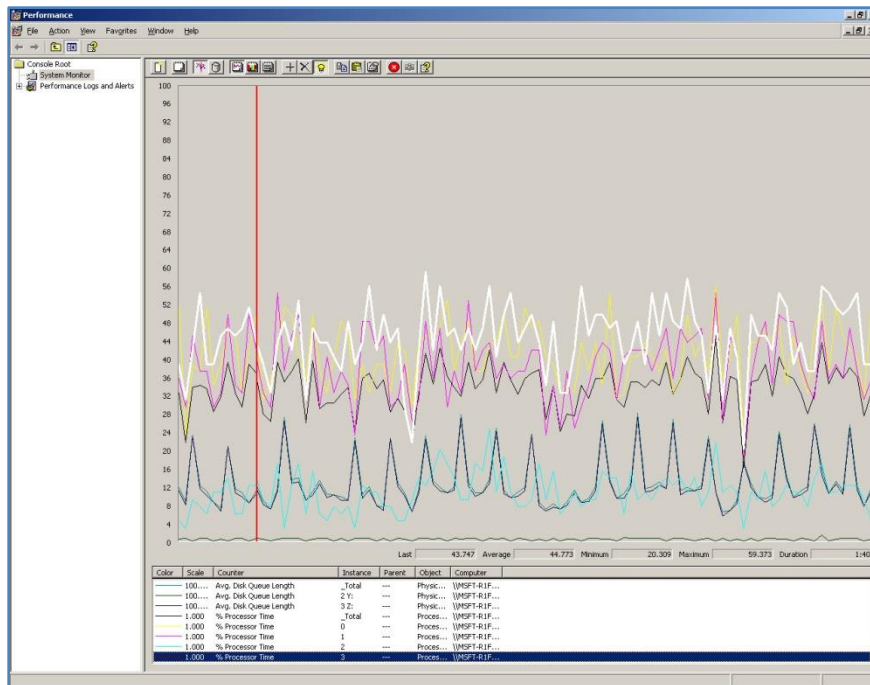 Performance
File Action View Favorites Window Help
Console Root
System Monitor
Performance Logs and Alerts
100
96
92
88
84
80
76
72
68
64
60
56
52
48
44
40
36
32
28
24
20
16
12
8
4
0
Last 43.747 Average 44.773 Minimum 20.309 Maximum 59.373 Duration 1:40
Color Scale Counter Instance Parent Object Computer
100.... Avg. Disk Queue Length _Total --- Physic... \\MSFT-R1F...
100.... Avg. Disk Queue Length 2 Y: --- Physic... \\MSFT-R1F...
100.... Avg. Disk Queue Length 3 Z: --- Physic... \\MSFT-R1F...
1.000 % Processor Time _Total --- Proces... \\MSFT-R1F...
1.000 % Processor Time 0 --- Proces... \\MSFT-R1F...
1.000 % Processor Time 1 --- Proces... \\MSFT-R1F...
1.000 % Processor Time 2 --- Proces... \\MSFT-R1F...
1.000 % Processor Time 3 --- Proces... \\MSFT-R1F...